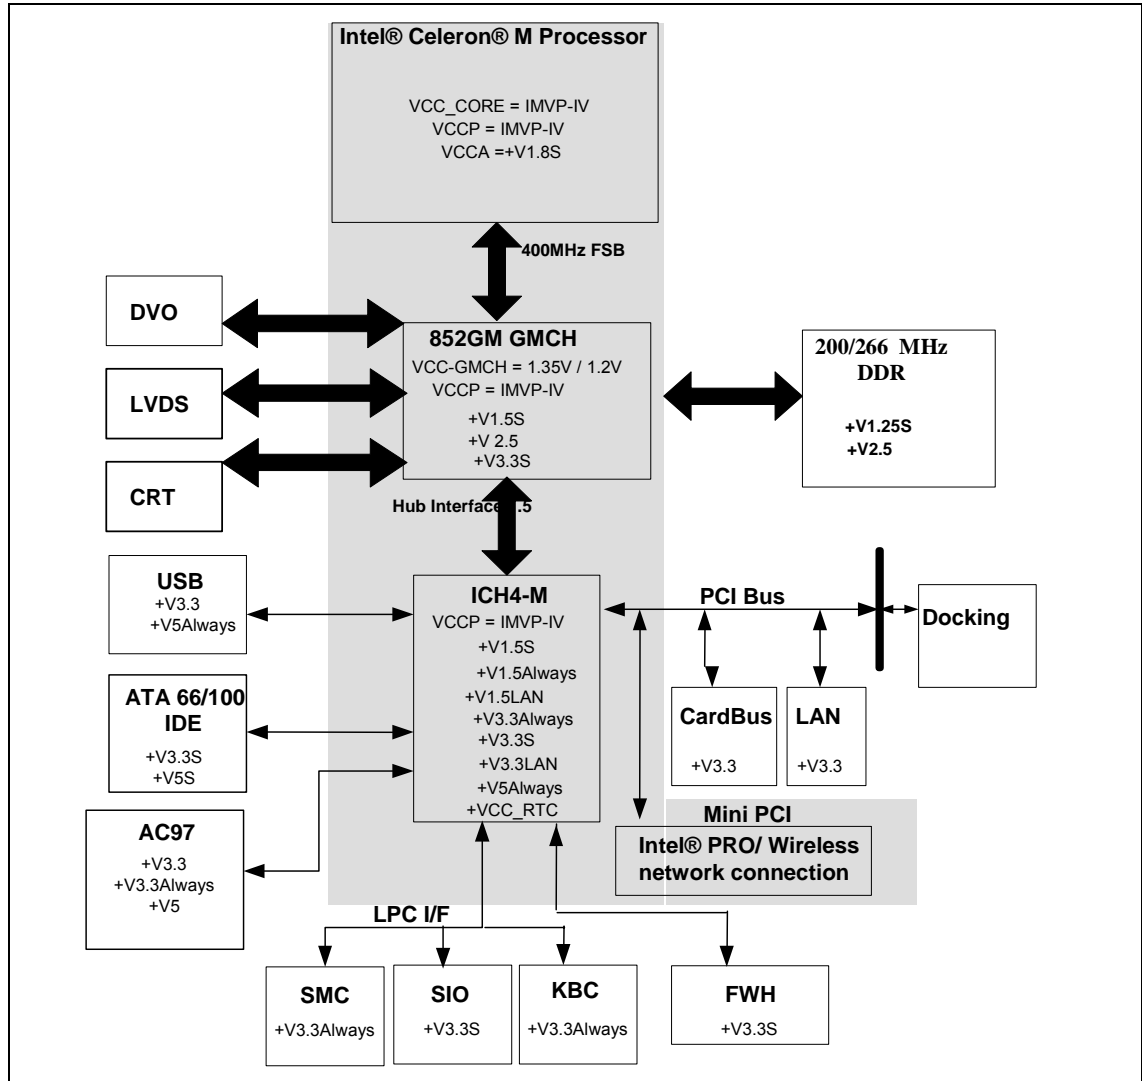 Intel® Celeron® M Processor
VCC_CORE = IMVP-IV
VCCP = IMVP-IV
VCCA =+V1.8S
400MHz FSB
DVO
LVDS
CRT
852GM GMCH
VCC-GMCH = 1.35V / 1.2V
VCCP = IMVP-IV
+V1.5S
+V 2.5
+V3.3S
200/266 MHz
DDR
+V1.25S
+V2.5
Hub Interface .5
USB
+V3.3
+V5Always
ATA 66/100
IDE
+V3.3S
+V5S
AC97
+V3.3
+V3.3Always
+V5
ICH4-M
VCCP = IMVP-IV
+V1.5S
+V1.5Always
+V1.5LAN
+V3.3Always
+V3.3S
+V3.3LAN
+V5Always
+VCC_RTC
PCI Bus
Docking
CardBus
+V3.3
LAN
+V3.3
Mini PCI
Intel® PRO/ Wireless
network connection
LPC I/F
SMC
+V3.3Always
SIO
+V3.3S
KBC
+V3.3Always
FWH
+V3.3S